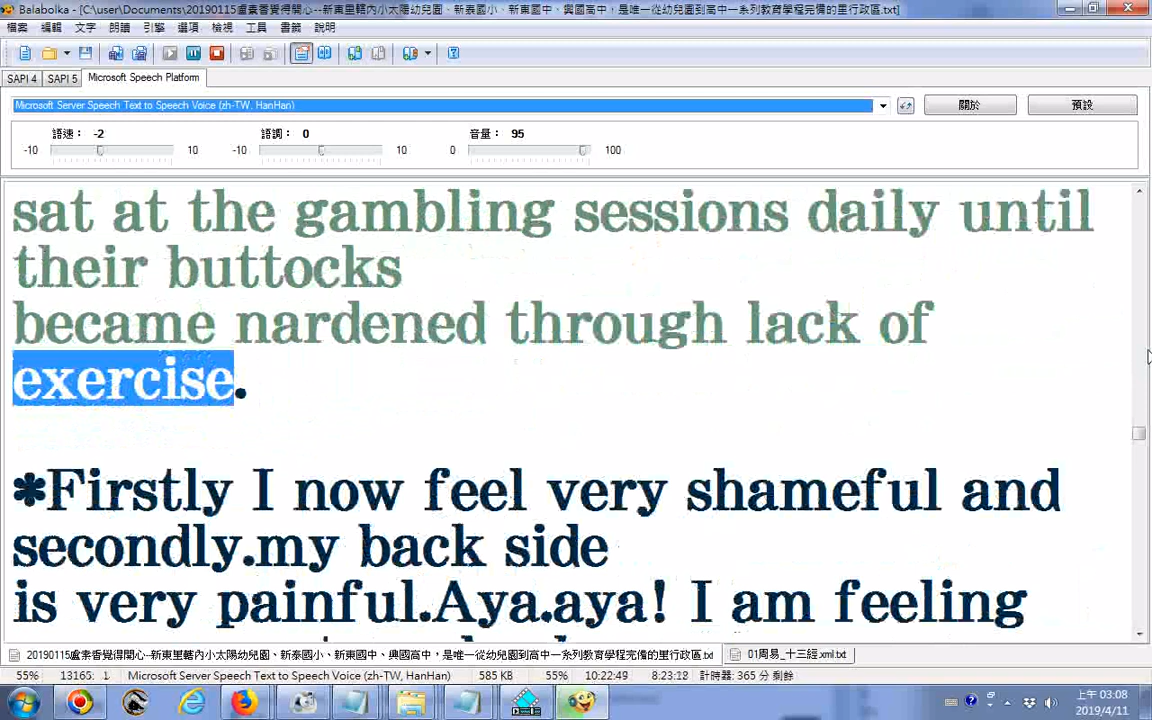 Balabolka - [C:\user\Documents\20190115盧素香覺得開心--新東里轄內小太陽幼兒園、新泰國小、新東國中、興國高中，是唯一從幼兒園到高中一系列教育學程完備的里行政區.txt]
檔案 編輯 文字 朗讀 引擎 選項 檢視 工具 書籤 說明
SAPI 4 SAPI 5 Microsoft Speech Platform
Microsoft Server Speech Text to Speech Voice (zh-TW, HanHan) 關於 預設
語速： -2 語調： 0 音量： 95
-10 10 -10 10 0 100
sat at the gambling sessions daily until
their buttocks
became nardened through lack of
exercise.
*Firstly I now feel very shameful and
secondly.my back side
is very painful.Aya.aya! I am feeling
20190115盧素香覺得開心--新東里轄內小太陽幼兒園、新泰國小、新東國中、興國高中，是唯一從幼兒園到高中一系列教育學程完備的里行政區.txt 01周易_十三經.xml.txt
55% 13165: 1 Microsoft Server Speech Text to Speech Voice (zh-TW, HanHan) 585 KB 55% 10:22:49 8:23:18 計時器: 365 分 剩餘
上午 03:08
2019/4/11